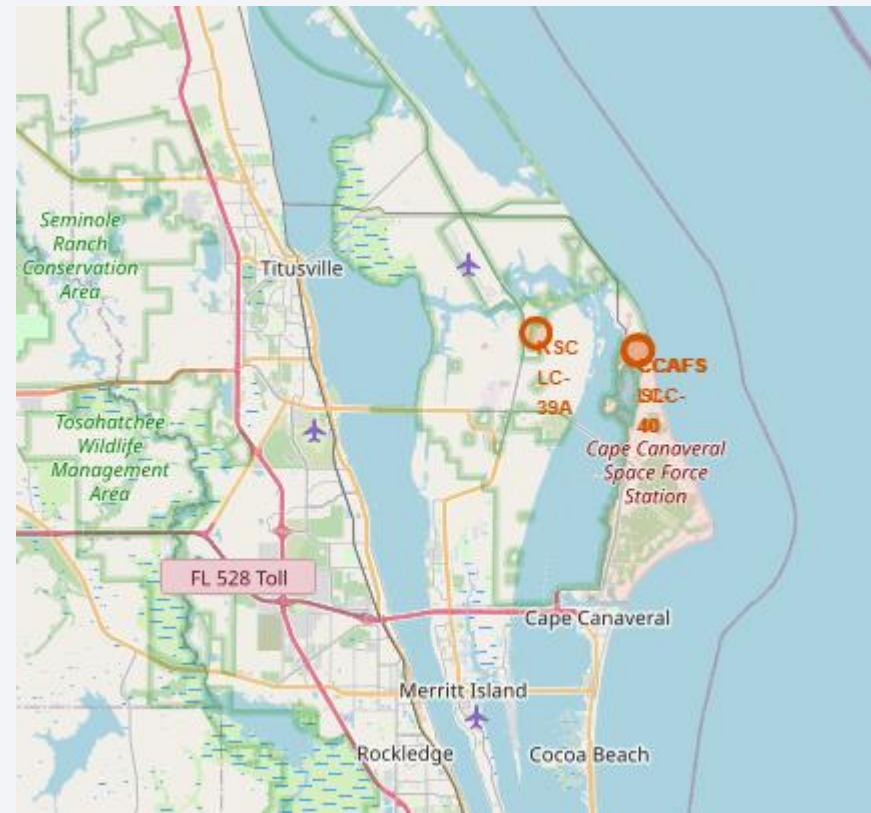 Seminole
Ranch
Conservation
Area
Titusville
KSC
LC-
39A
CCAFS
40
Tosohatchee
Wildlife
Management
Area
Cape Canaveral
Space Force
Station
FL 528 Toll
Cape Canaveral
Merritt Island
Rockledge
Cocoa Beach